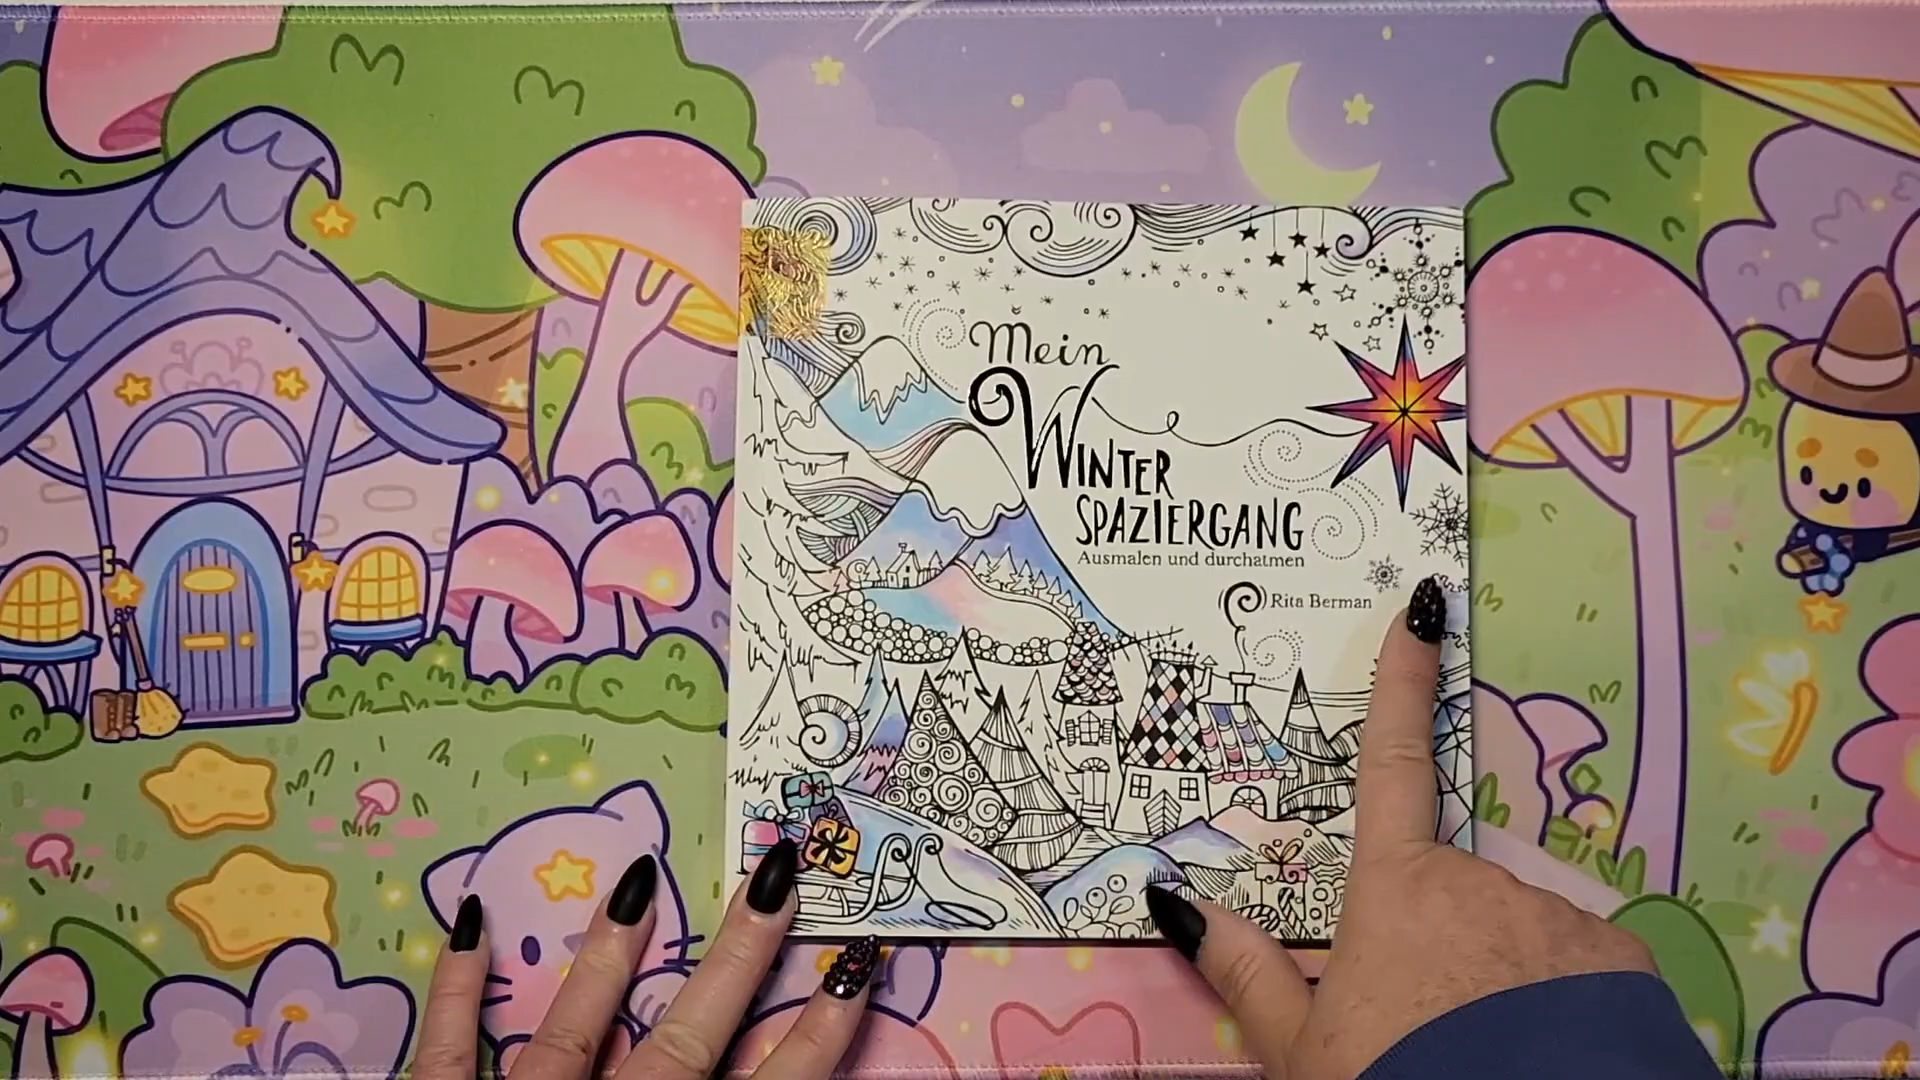 Mein
WINTER
SPAZIERGANG
Ausmalen und durchatmen
Rita Berman